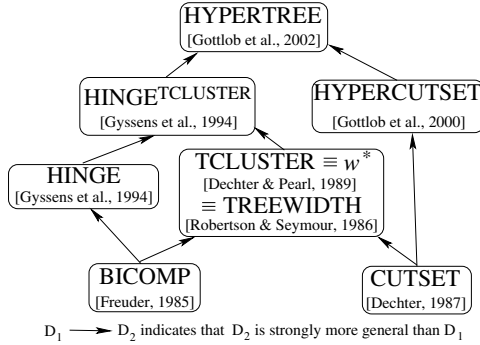 HYPERTREE
[Gottlob et al., 2002]
HINGE^TCLUSTER
[Gyssens et al., 1994]
HYPERCUTSET
[Gottlob et al., 2000]
TCLUSTER ≡ w*
[Dechter & Pearl, 1989]
≡ TREEWIDTH
[Robertson & Seymour, 1986]
HINGE
[Gyssens et al., 1994]
BICOMP
[Freuder, 1985]
CUTSET
[Dechter, 1987]
D₁ ⟶ D₂ indicates that D₂ is strongly more general than D₁